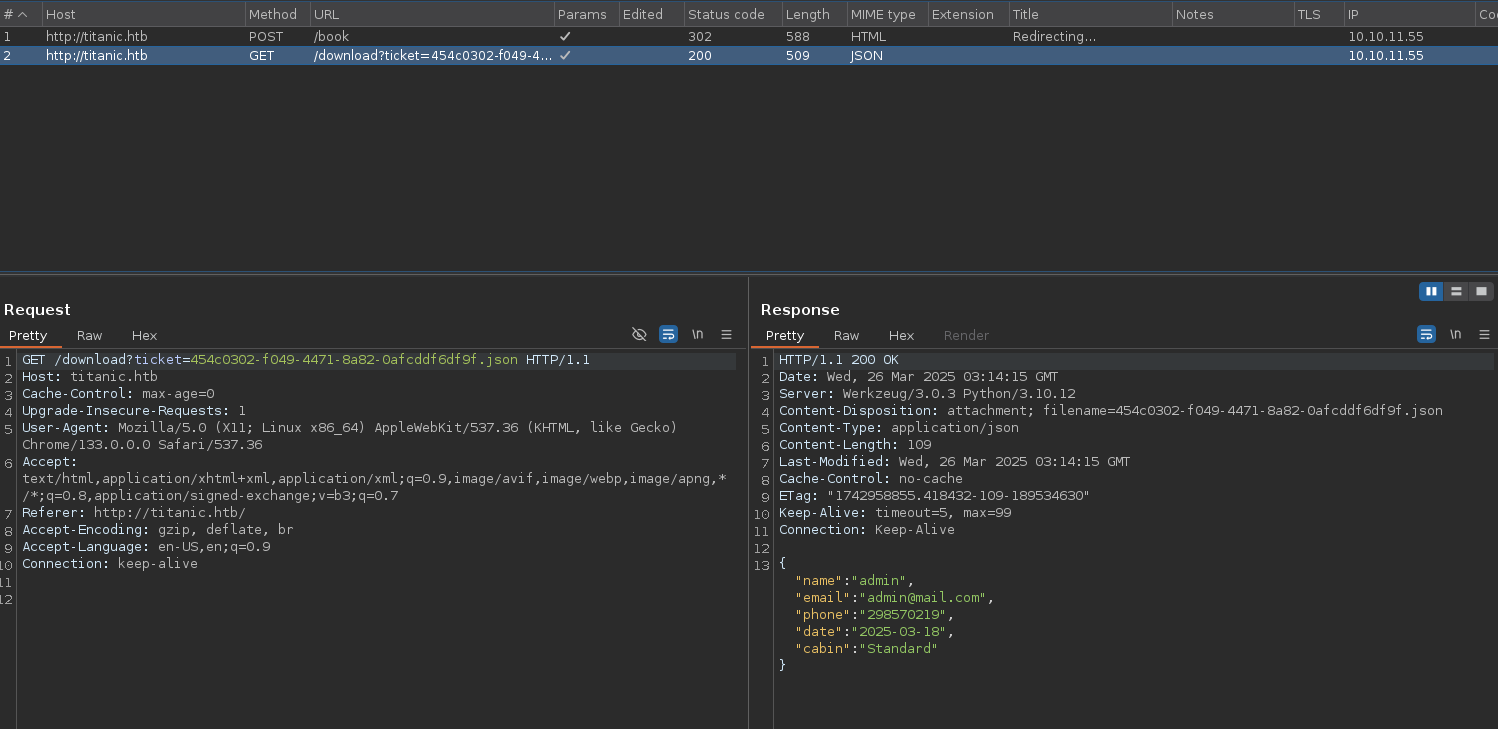 # Host Method URL Params Edited Status code Length MIME type Extension Title Notes TLS IP
1 http://titanic.htb POST /book ✓ 302 588 HTML Redirecting... 10.10.11.55
2 http://titanic.htb GET /download?ticket=454c0302-f049-4... ✓ 200 509 JSON 10.10.11.55
Request
Pretty Raw Hex \n
1 GET /download?ticket=454c0302-f049-4471-8a82-0afcddf6df9f.json HTTP/1.1
2 Host: titanic.htb
3 Cache-Control: max-age=0
4 Upgrade-Insecure-Requests: 1
5 User-Agent: Mozilla/5.0 (X11; Linux x86_64) AppleWebKit/537.36 (KHTML, like Gecko)
Chrome/133.0.0.0 Safari/537.36
6 Accept:
text/html,application/xhtml+xml,application/xml;q=0.9,image/avif,image/webp,image/apng,*
/*;q=0.8,application/signed-exchange;v=b3;q=0.7
7 Referer: http://titanic.htb/
8 Accept-Encoding: gzip, deflate, br
9 Accept-Language: en-US,en;q=0.9
10 Connection: keep-alive
11
12
Response
Pretty Raw Hex Render \n
1 HTTP/1.1 200 OK
2 Date: Wed, 26 Mar 2025 03:14:15 GMT
3 Server: Werkzeug/3.0.3 Python/3.10.12
4 Content-Disposition: attachment; filename=454c0302-f049-4471-8a82-0afcddf6df9f.json
5 Content-Type: application/json
6 Content-Length: 109
7 Last-Modified: Wed, 26 Mar 2025 03:14:15 GMT
8 Cache-Control: no-cache
9 ETag: "1742958855.418432-109-189534630"
10 Keep-Alive: timeout=5, max=99
11 Connection: Keep-Alive
12
13 {
"name":"admin",
"email":"admin@mail.com",
"phone":"298570219",
"date":"2025-03-18",
"cabin":"Standard"
}